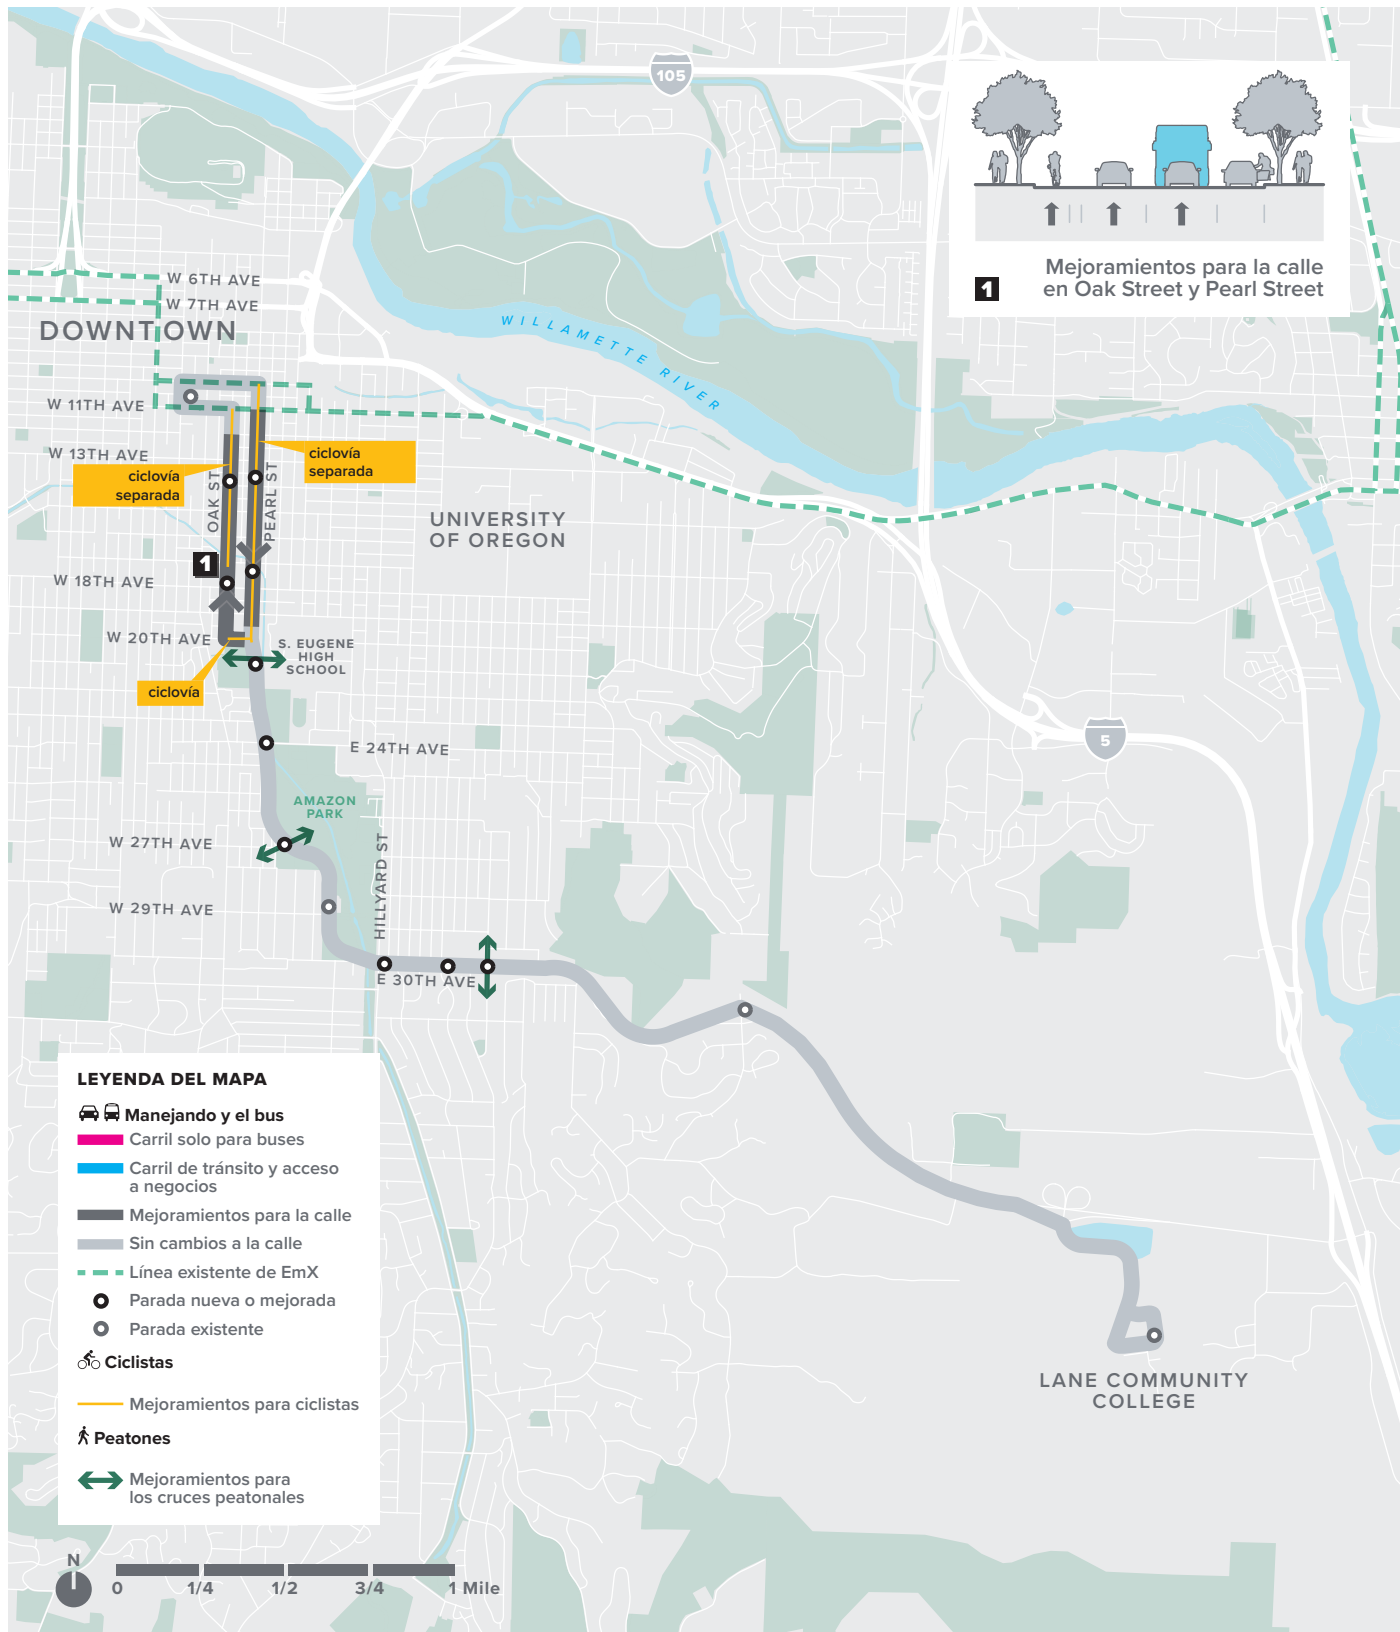 105
1
Mejoramientos para la calle
en Oak Street y Pearl Street
W 6TH AVE
W 7TH AVE
DOWNTOWN
WILLAMETTE RIVER
W 11TH AVE
W 13TH AVE
ciclovía
separada
ciclovía
separada
OAK ST
PEARL ST
UNIVERSITY
OF OREGON
1
W 18TH AVE
W 20TH AVE
S. EUGENE
HIGH
SCHOOL
ciclovía
E 24TH AVE
5
AMAZON
PARK
W 27TH AVE
HILLYARD ST
W 29TH AVE
E 30TH AVE
LEYENDA DEL MAPA
Manejando y el bus
Carril solo para buses
Carril de tránsito y acceso
a negocios
Mejoramientos para la calle
Sin cambios a la calle
Línea existente de EmX
Parada nueva o mejorada
Parada existente
Ciclistas
Mejoramientos para ciclistas
Peatones
Mejoramientos para
los cruces peatonales
LANE COMMUNITY
COLLEGE
N
0 1/4 1/2 3/4 1 Mile